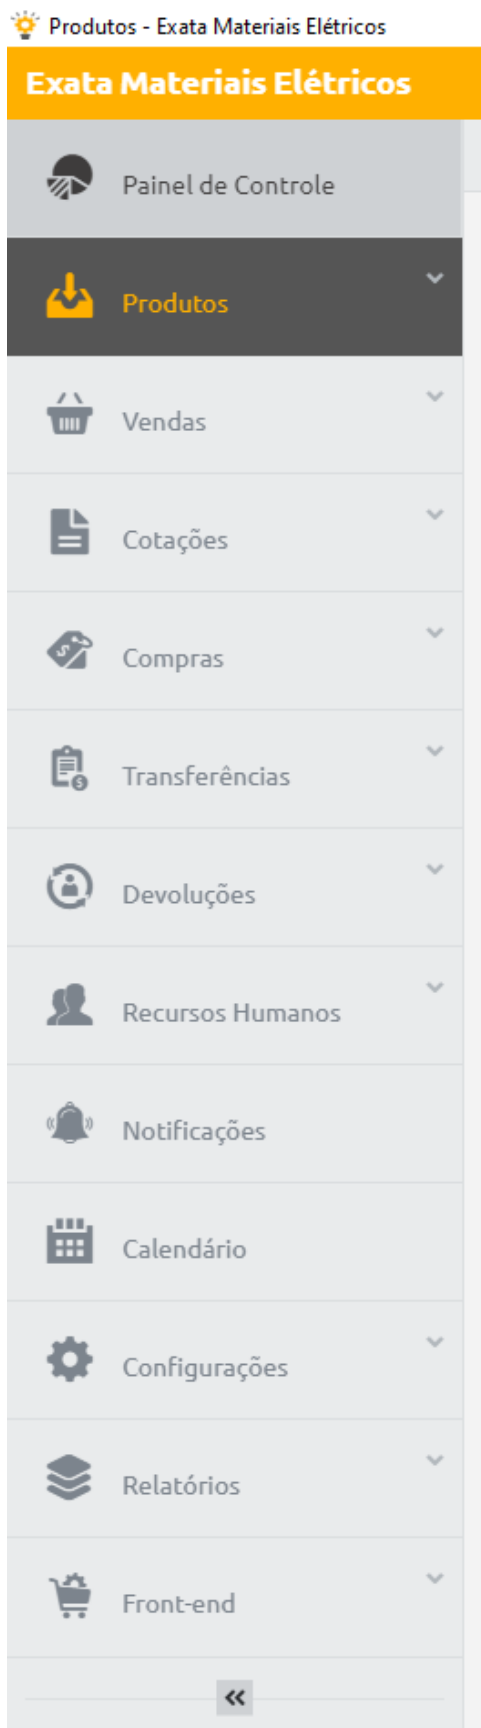 Produtos - Exata Materiais Elétricos
Exata Materiais Elétricos
Painel de Controle
Produtos
Vendas
Cotações
Compras
Transferências
Devoluções
Recursos Humanos
Notificações
Calendário
Configurações
Relatórios
Front-end